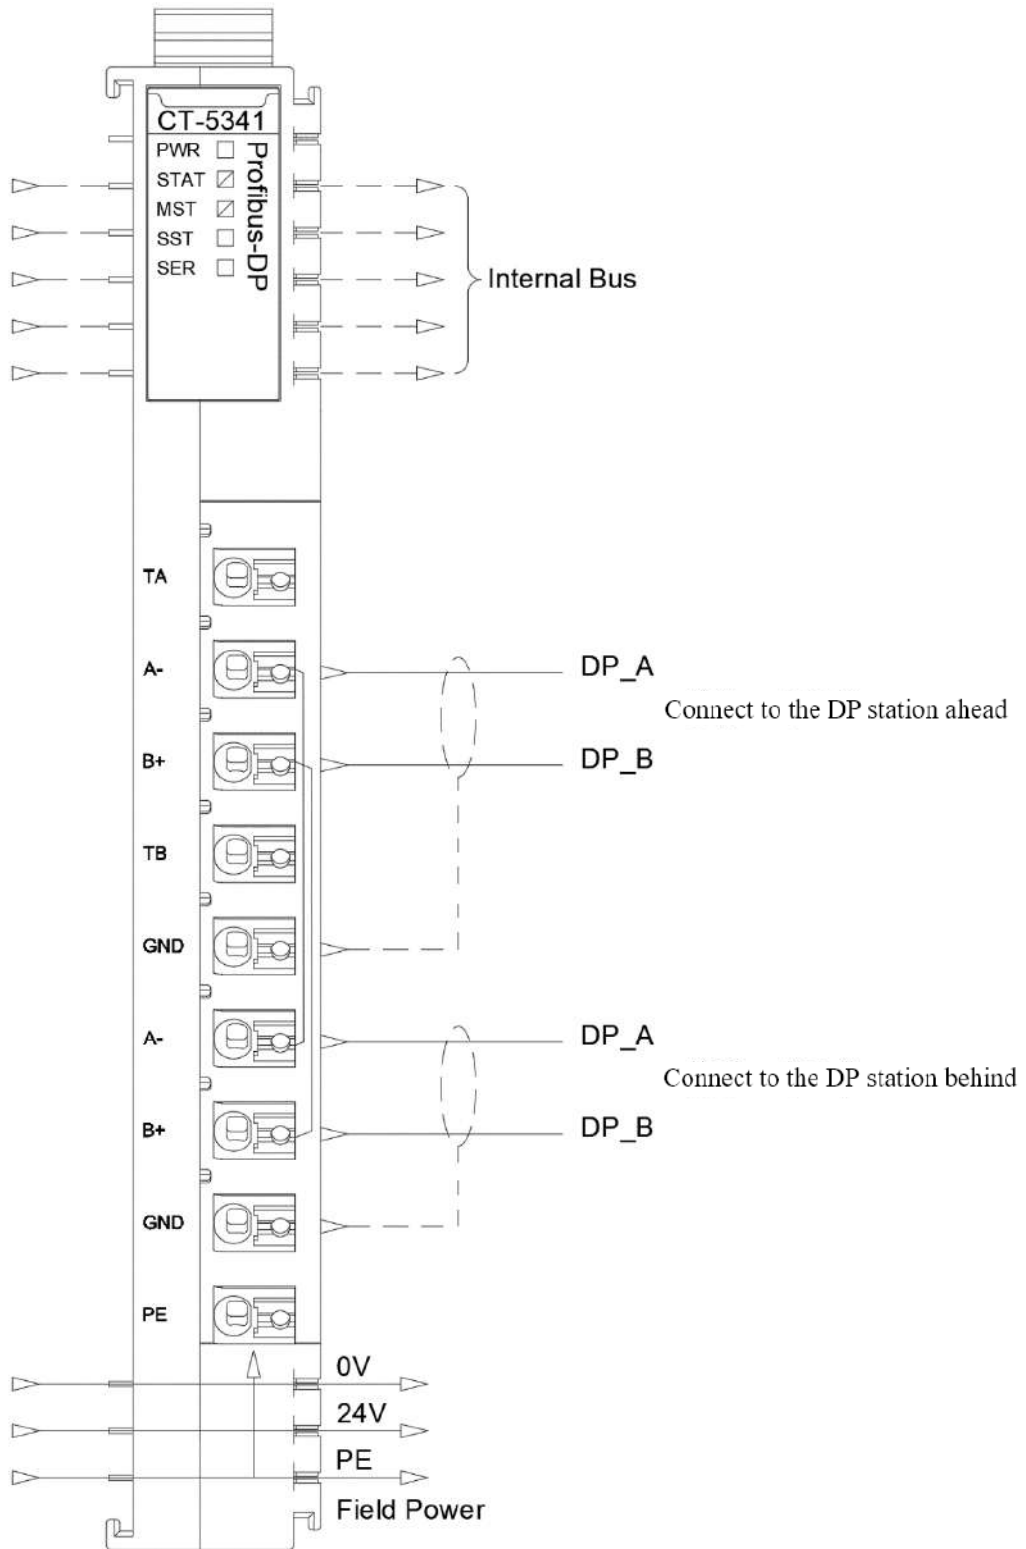 CT-5341
PWR
STAT
MST
SST
SER
Profibus-DP
Internal Bus
TA
A-
DP_A
Connect to the DP station ahead
B+
DP_B
TB
GND
A-
DP_A
Connect to the DP station behind
B+
DP_B
GND
PE
0V
24V
PE
Field Power